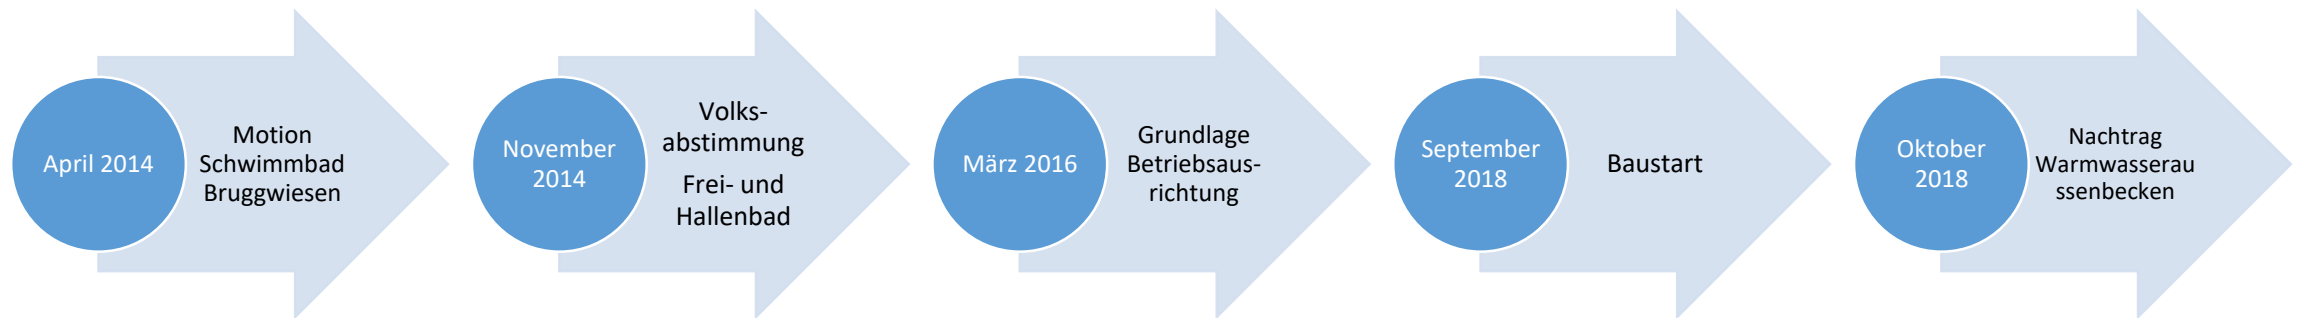 April 2014
Motion
Schwimmbad
Bruggwiesen
November
2014
Volks-
abstimmung
Frei- und
Hallenbad
März 2016
Grundlage
Betriebsaus-
richtung
September
2018
Baustart
Oktober
2018
Nachtrag
Warmwasserau
ssenbecken